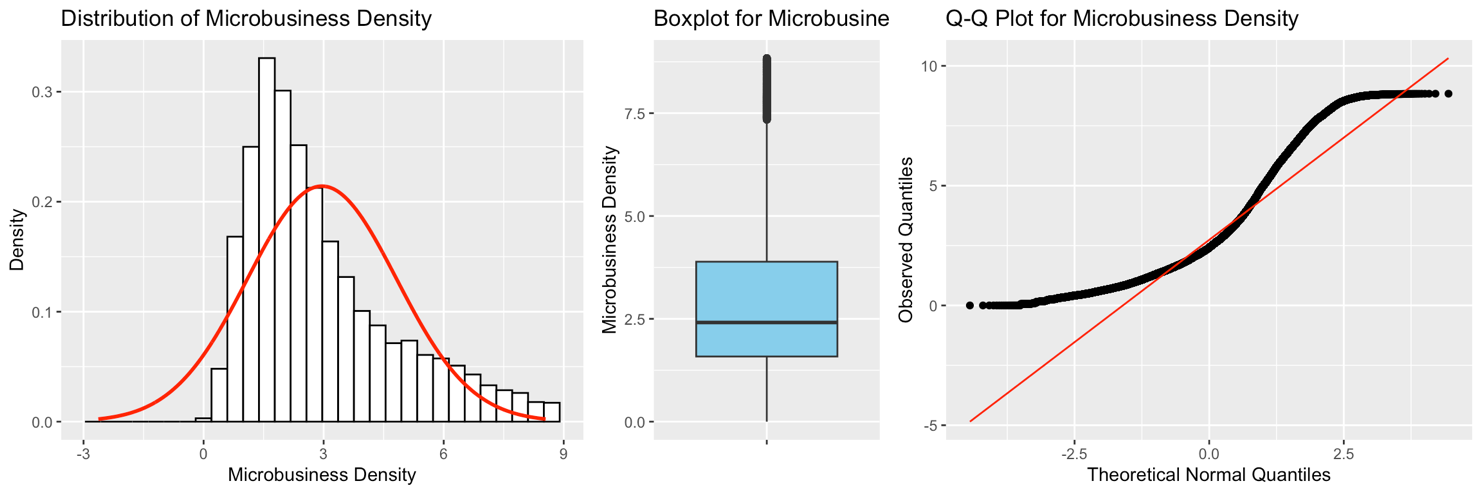 Distribution of Microbusiness Density
Density
0.3
0.2
0.1
0.0
-3 0 3 6 9
Microbusiness Density
Boxplot for Microbusine
Microbusiness Density
7.5
5.0
2.5
0.0
Q-Q Plot for Microbusiness Density
Observed Quantiles
10
5
0
-5
-2.5 0.0 2.5
Theoretical Normal Quantiles